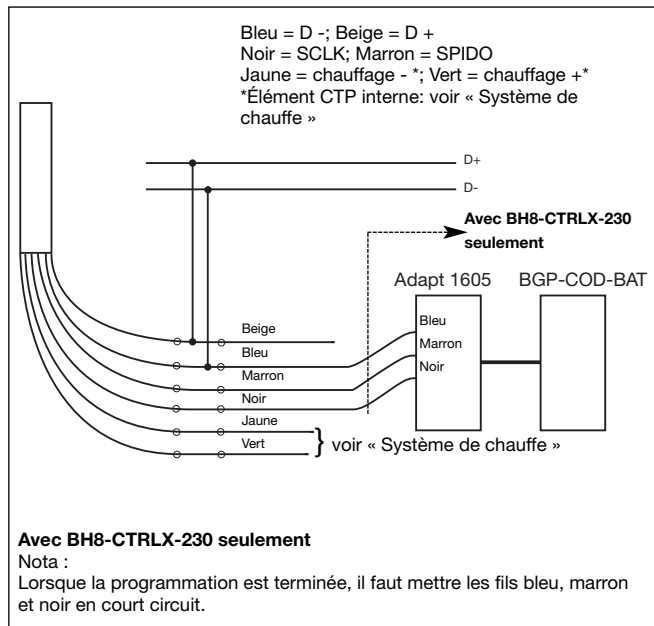 Bleu = D -; Beige = D +
Noir = SCLK; Marron = SPIDO
Jaune = chauffage - *; Vert = chauffage +*
*Élément CTP interne: voir « Système de
chauffe »
D+
D-
Avec BH8-CTRLX-230
seulement
Adapt 1605
BGP-COD-BAT
Beige
Bleu
Marron
Noir
Jaune
Vert
Bleu
Marron
Noir
voir « Système de chauffe »
Avec BH8-CTRLX-230 seulement
Nota :
Lorsque la programmation est terminée, il faut mettre les fils bleu, marron
et noir en court circuit.